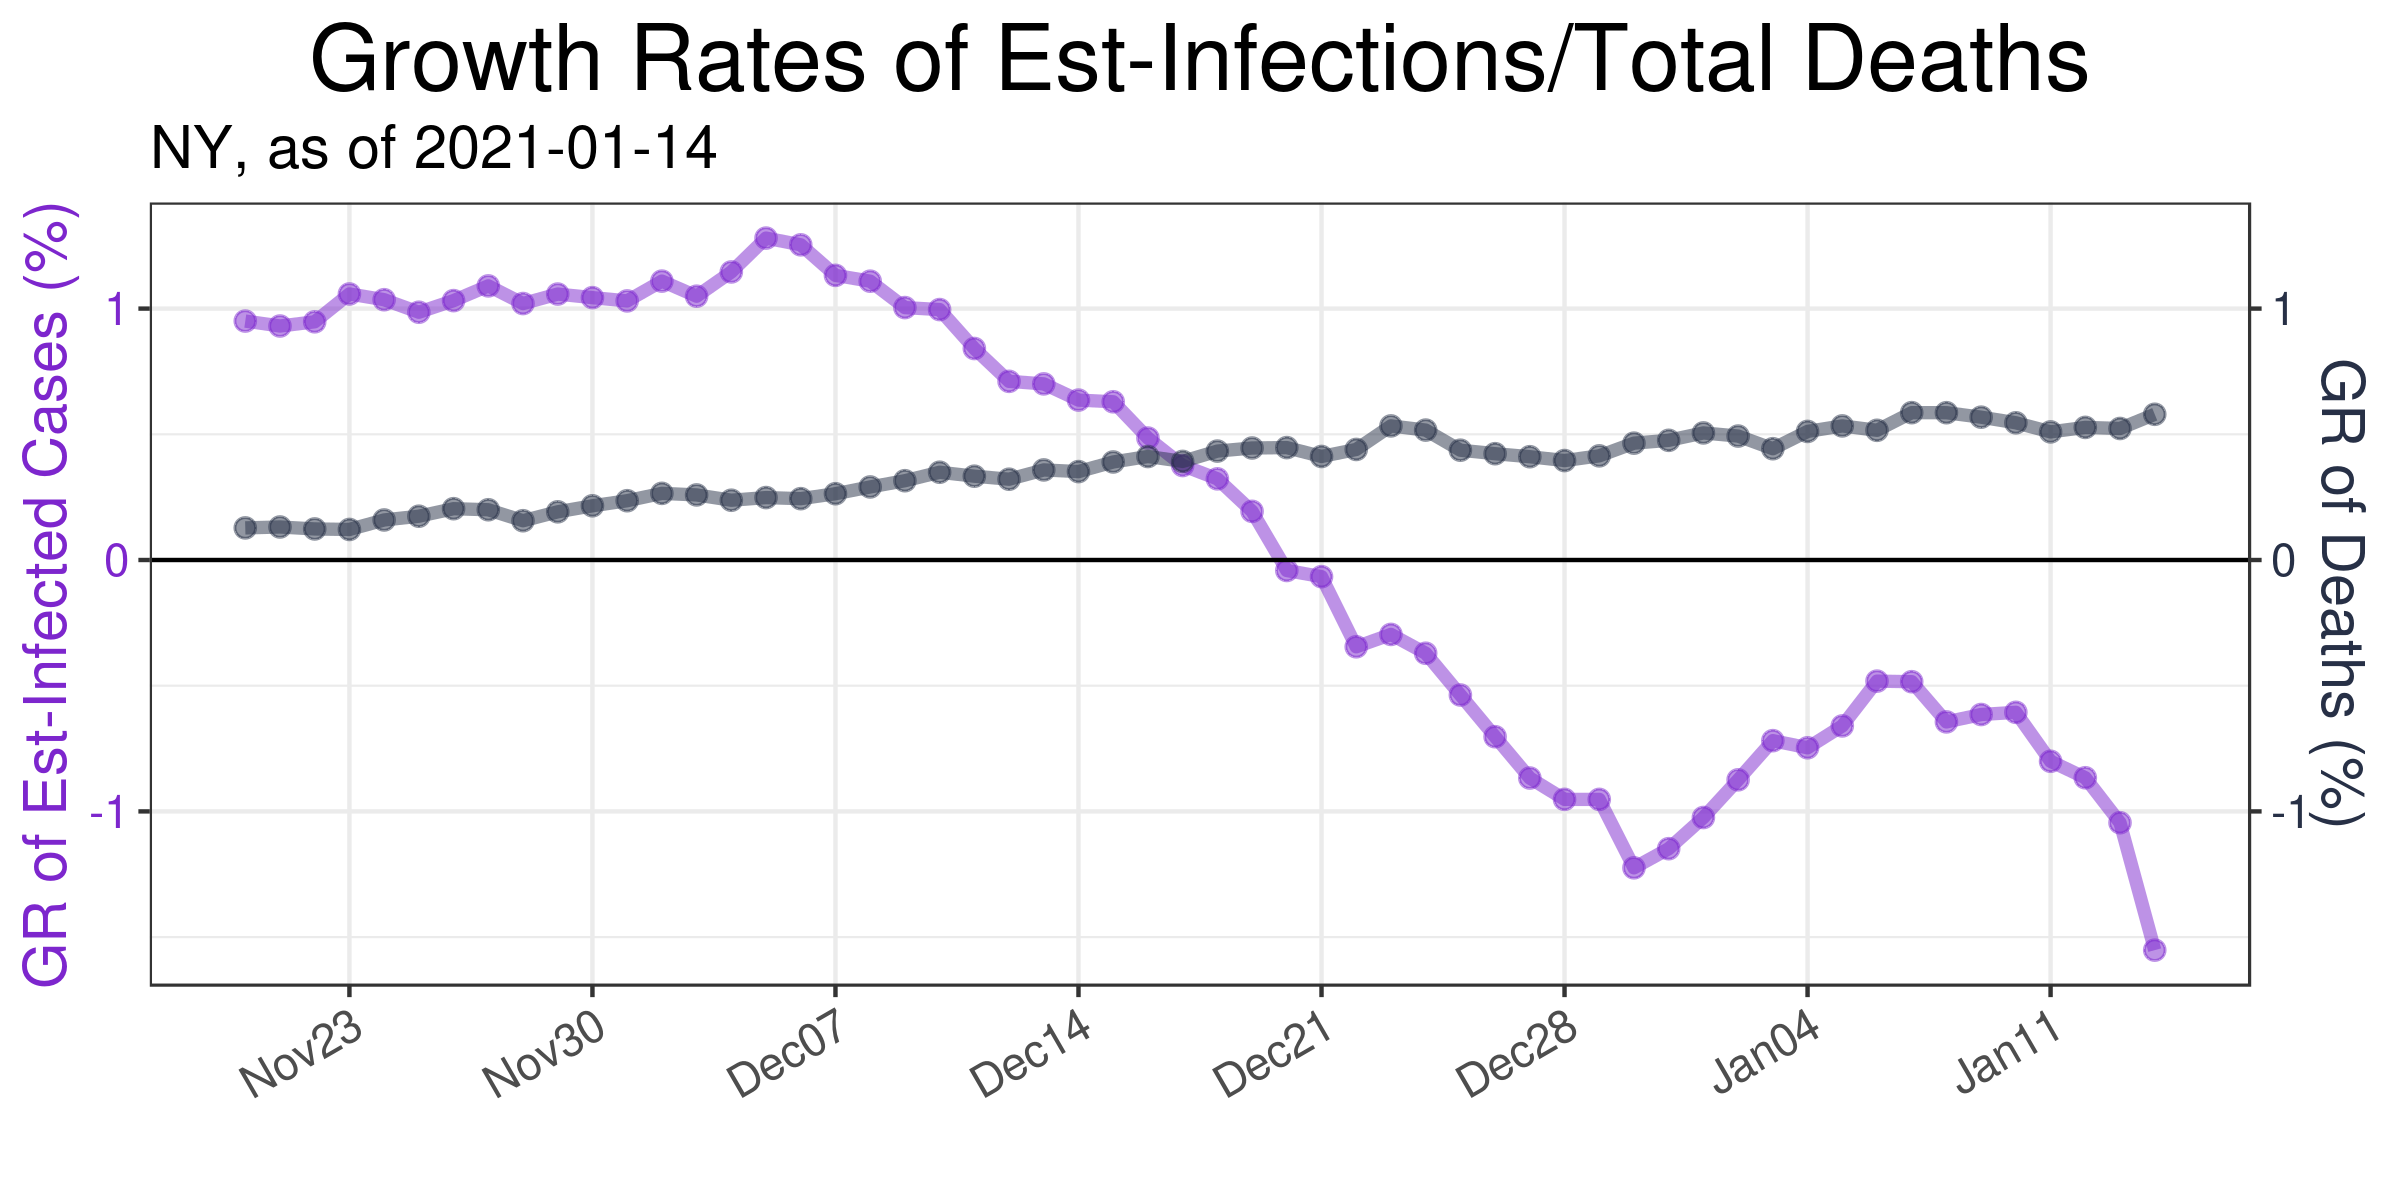 Growth Rates of Est-Infections/Total Deaths
NY, as of 2021-01-14
GR of Est-Infected Cases (%)
1
0
-1
1
0
-1
GR of Deaths (%)
Nov23
Nov30
Dec07
Dec14
Dec21
Dec28
Jan04
Jan11